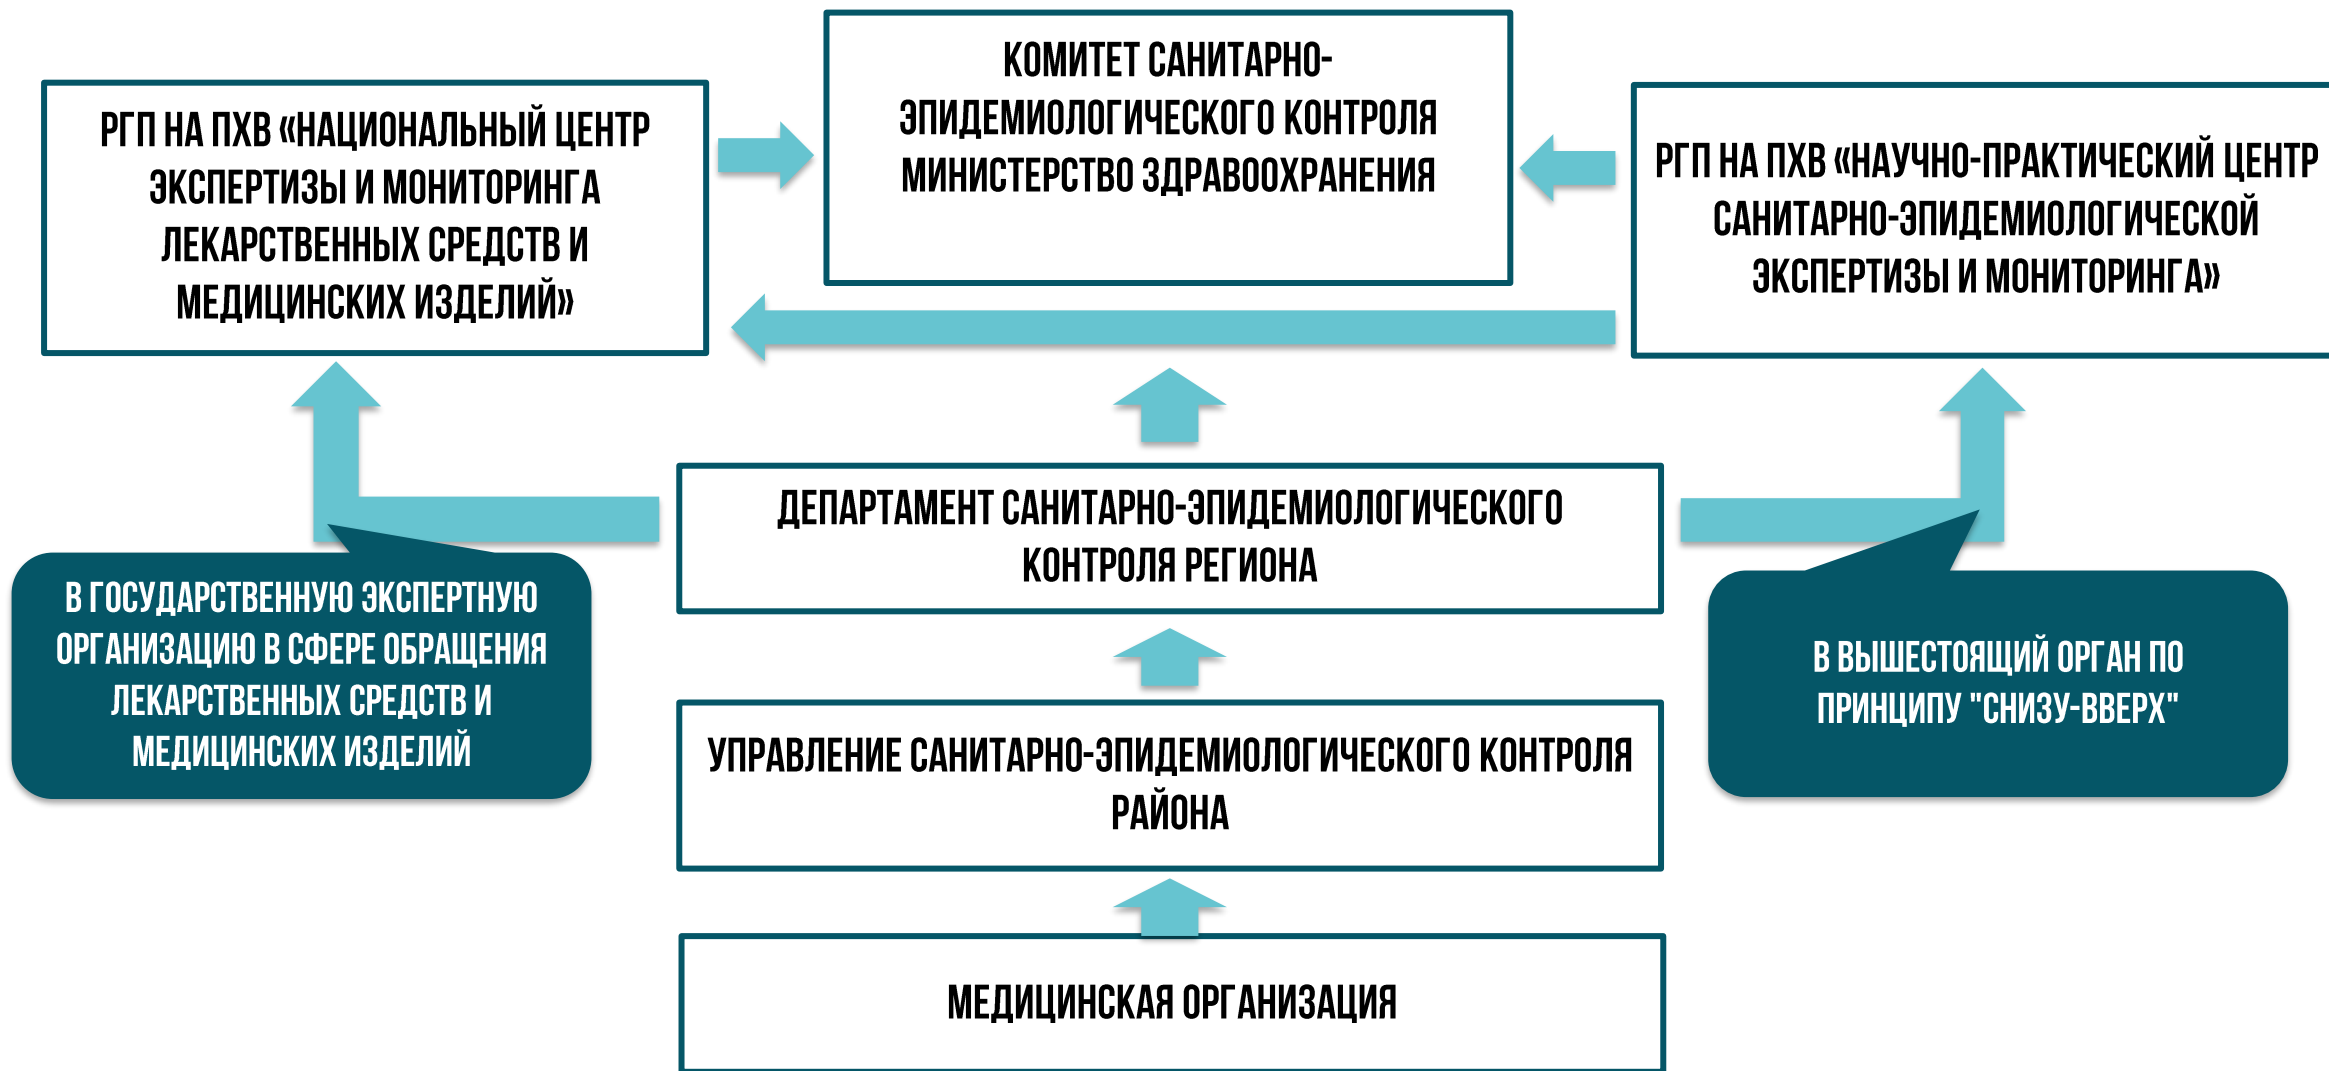 КОМИТЕТ САНИТАРНО-
ЭПИДЕМИОЛОГИЧЕСКОГО КОНТРОЛЯ
МИНИСТЕРСТВО ЗДРАВООХРАНЕНИЯ
РГП НА ПХВ «НАЦИОНАЛЬНЫЙ ЦЕНТР
ЭКСПЕРТИЗЫ И МОНИТОРИНГА
ЛЕКАРСТВЕННЫХ СРЕДСТВ И
МЕДИЦИНСКИХ ИЗДЕЛИЙ»
РГП НА ПХВ «НАУЧНО-ПРАКТИЧЕСКИЙ ЦЕНТР
САНИТАРНО-ЭПИДЕМИОЛОГИЧЕСКОЙ
ЭКСПЕРТИЗЫ И МОНИТОРИНГА»
ДЕПАРТАМЕНТ САНИТАРНО-ЭПИДЕМИОЛОГИЧЕСКОГО
КОНТРОЛЯ РЕГИОНА
В ГОСУДАРСТВЕННУЮ ЭКСПЕРТНУЮ
ОРГАНИЗАЦИЮ В СФЕРЕ ОБРАЩЕНИЯ
ЛЕКАРСТВЕННЫХ СРЕДСТВ И
МЕДИЦИНСКИХ ИЗДЕЛИЙ
В ВЫШЕСТОЯЩИЙ ОРГАН ПО
ПРИНЦИПУ "СНИЗУ-ВВЕРХ"
УПРАВЛЕНИЕ САНИТАРНО-ЭПИДЕМИОЛОГИЧЕСКОГО КОНТРОЛЯ
РАЙОНА
МЕДИЦИНСКАЯ ОРГАНИЗАЦИЯ